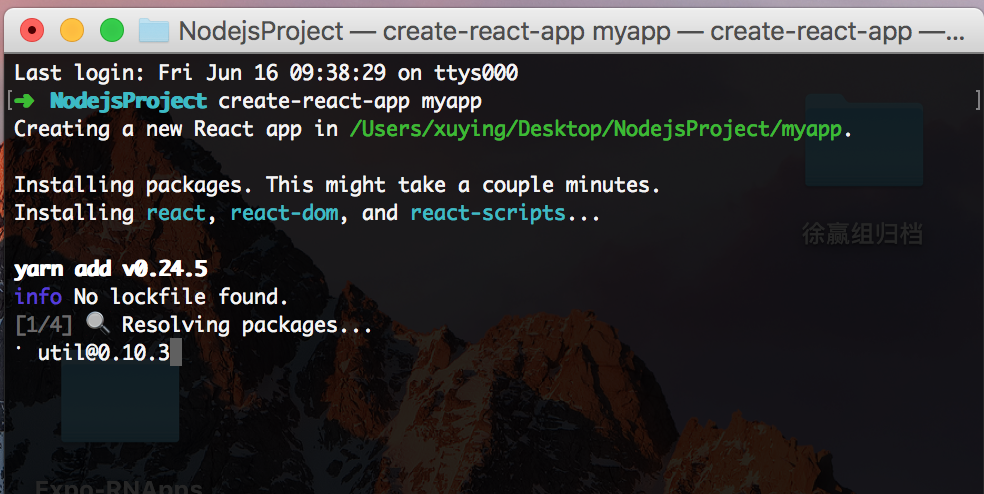 NodejsProject — create-react-app myapp — create-react-app —...
Last login: Fri Jun 16 09:38:29 on ttys000
[➜ NodejsProject create-react-app myapp ]
Creating a new React app in /Users/xuying/Desktop/NodejsProject/myapp.
Installing packages. This might take a couple minutes.
Installing react, react-dom, and react-scripts...
徐赢组归档
yarn add v0.24.5
info No lockfile found.
[1/4] 🔍 Resolving packages...
⠁ util@0.10.3
Expo-RNApps